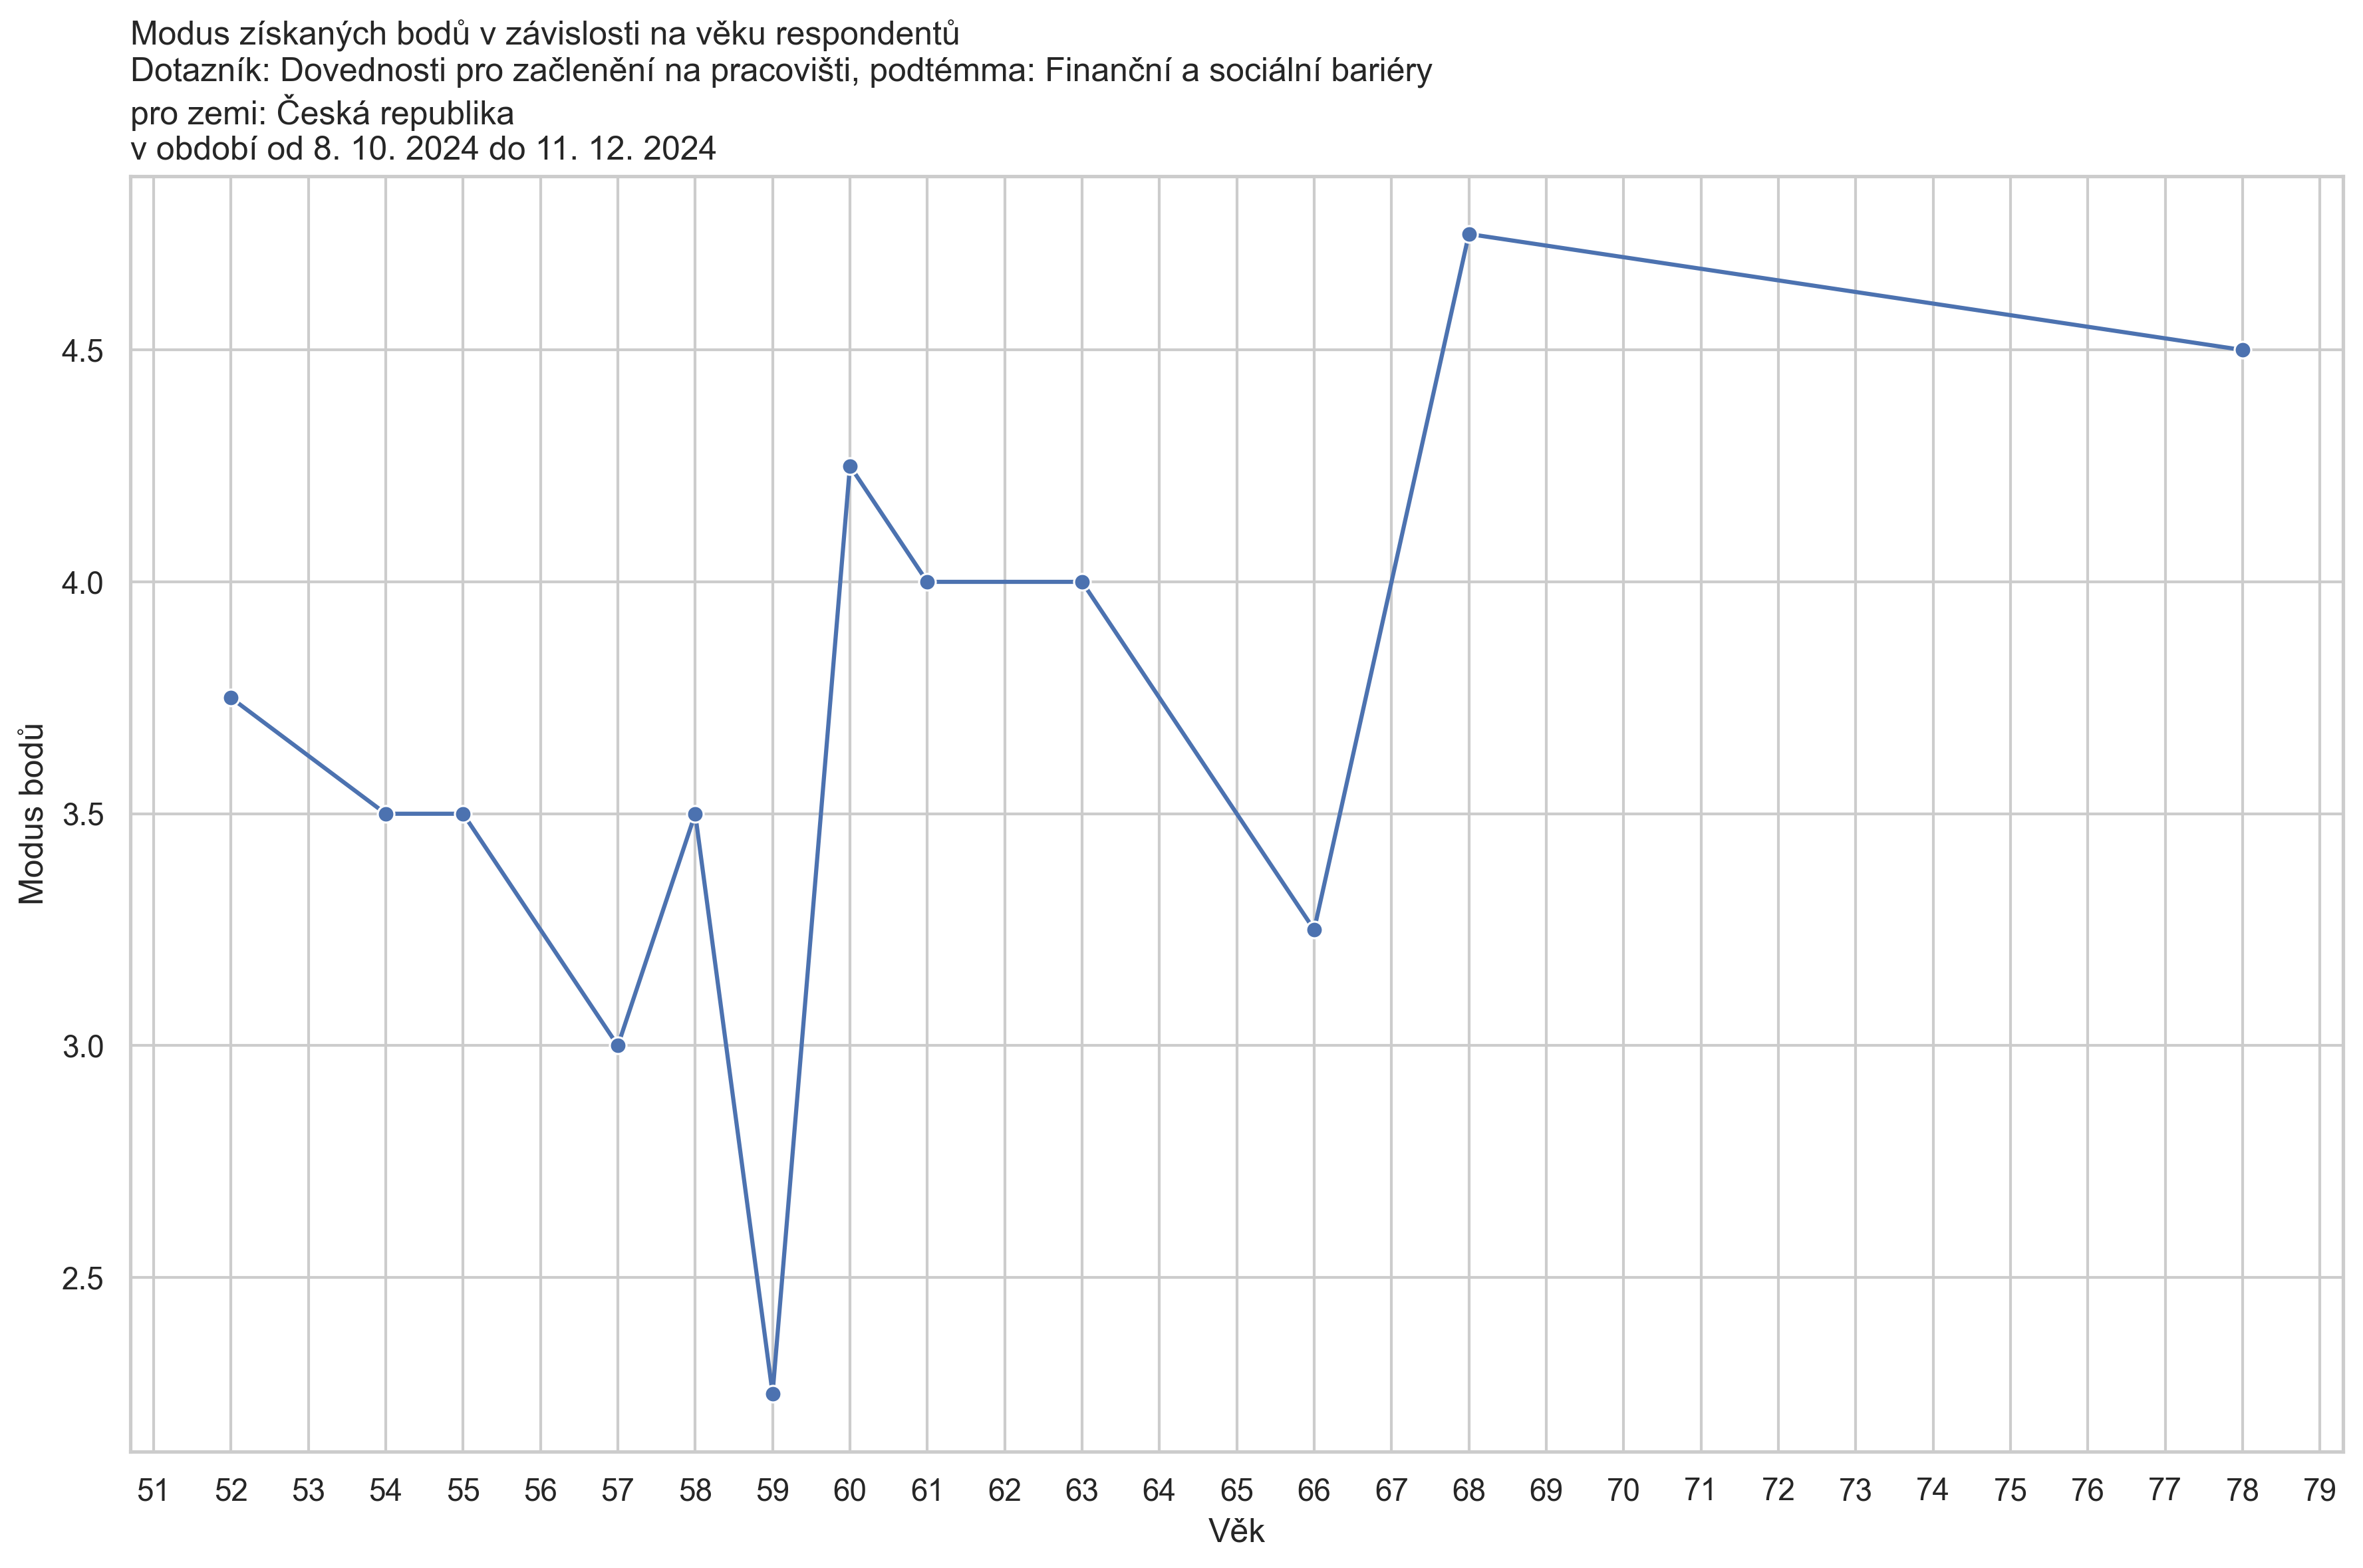 Modus získaných bodů v závislosti na věku respondentů
Dotazník: Dovednosti pro začlenění na pracovišti, podtémma: Finanční a sociální bariéry
pro zemi: Česká republika
v období od 8. 10. 2024 do 11. 12. 2024
Modus bodů
4.5
4.0
3.5
3.0
2.5
51 52 53 54 55 56 57 58 59 60 61 62 63 64 65 66 67 68 69 70 71 72 73 74 75 76 77 78 79
Věk